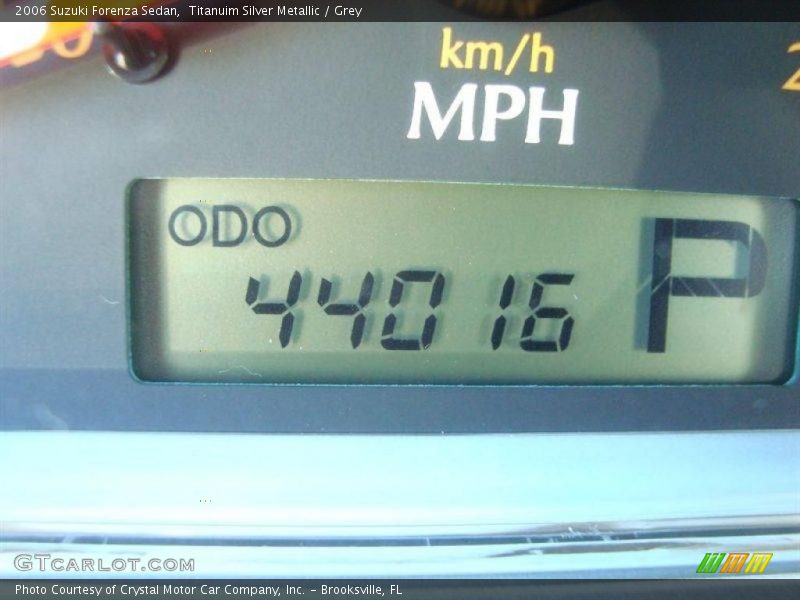 2006 Suzuki Forenza Sedan, Titanuim Silver Metallic / Grey
km/h
MPH
ODO
44016
P
GTCARLOT.COM
Photo Courtesy of Crystal Motor Car Company, Inc. – Brooksville, FL